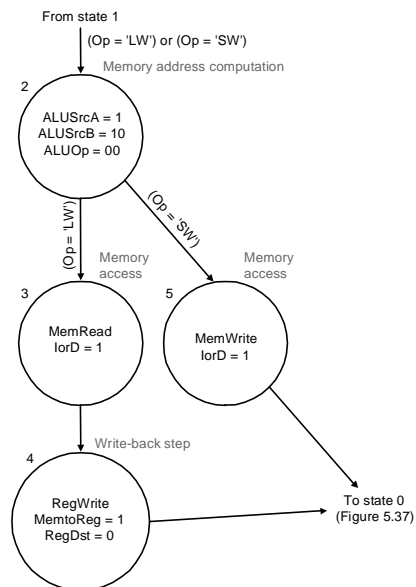 From state 1
(Op = 'LW') or (Op = 'SW')
Memory address computation
2
ALUSrcA = 1
ALUSrcB = 10
ALUOp = 00
(Op = 'LW')
(Op = 'SW')
Memory
access
Memory
access
3
MemRead
IorD = 1
5
MemWrite
IorD = 1
Write-back step
4
RegWrite
MemtoReg = 1
RegDst = 0
To state 0
(Figure 5.37)